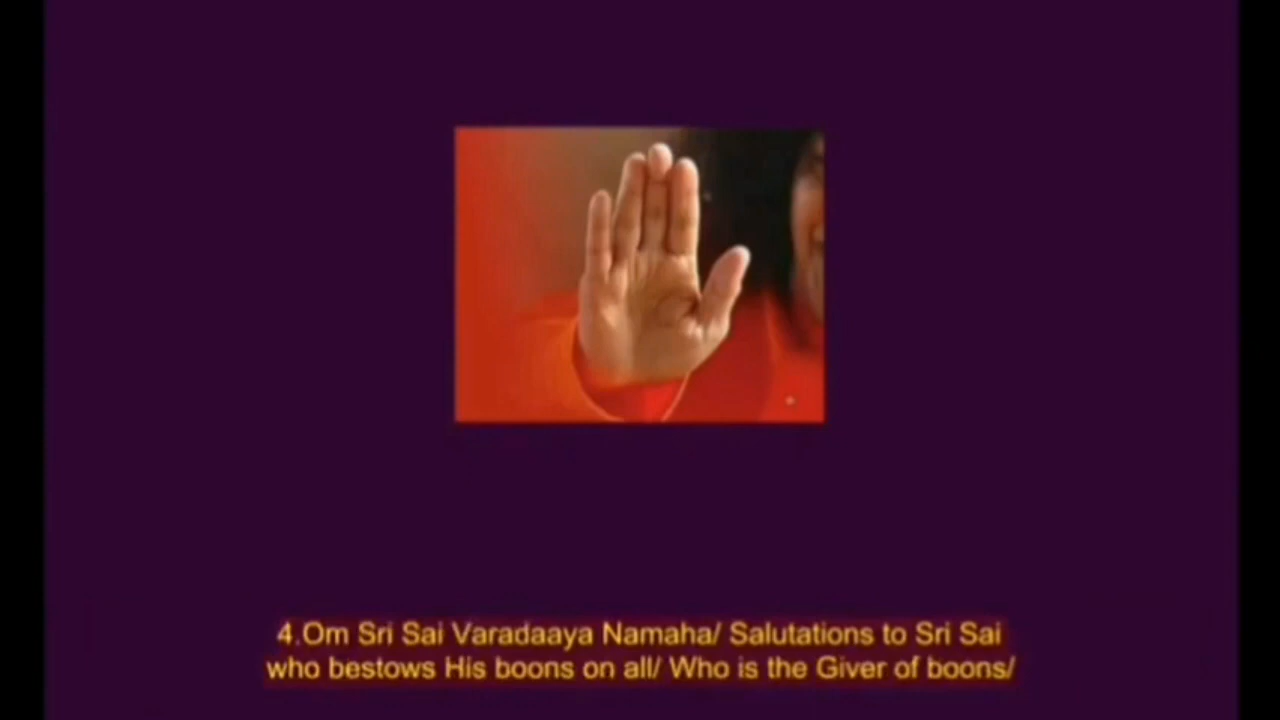 4.Om Sri Sai Varadaaya Namaha/ Salutations to Sri Sai
who bestows His boons on all/ Who is the Giver of boons/